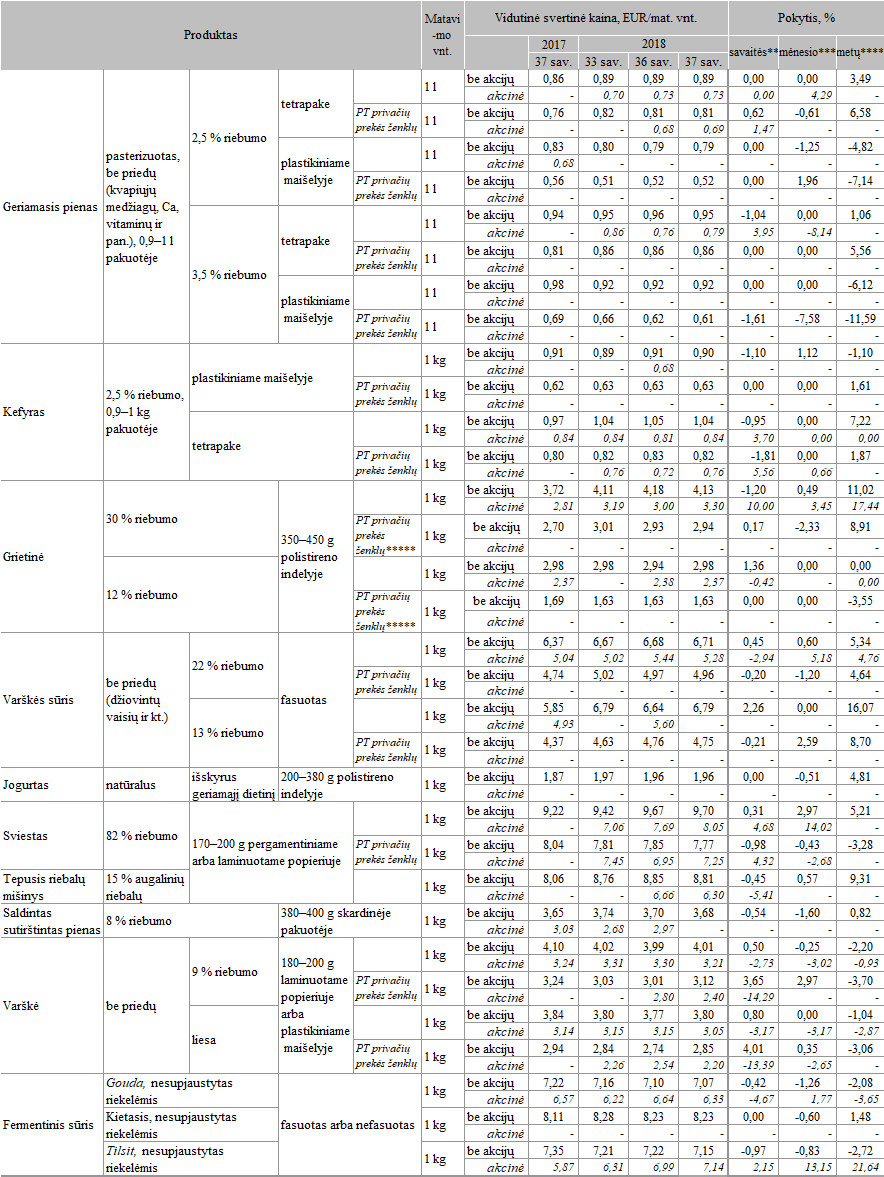 Produktas Matavi-mo vnt. Vidutinė svertinė kaina, EUR/mat. vnt. Pokytis, %
2017 2018 savaitės** mėnesio*** metų****
37 sav. 33 sav. 36 sav. 37 sav.
Geriamasis pienas pasterizuotas, be priedų (kvapiųjų medžiagų, Ca, vitaminų ir pan.), 0,9–1 l pakuotėje 2,5 % riebumo tetrapake 1 l be akcijų 0,86 0,89 0,89 0,89 0,00 0,00 3,49
akcinė - 0,70 0,73 0,73 0,00 4,29 -
PT privačių prekės ženklų 1 l be akcijų 0,76 0,82 0,81 0,81 0,62 -0,61 6,58
akcinė - - 0,68 0,69 1,47 - -
plastikiniame maišelyje 1 l be akcijų 0,83 0,80 0,79 0,79 0,00 -1,25 -4,82
akcinė 0,68 - - - - - -
PT privačių prekės ženklų 1 l be akcijų 0,56 0,51 0,52 0,52 0,00 1,96 -7,14
akcinė - - - - - - -
3,5 % riebumo tetrapake 1 l be akcijų 0,94 0,95 0,96 0,95 -1,04 0,00 1,06
akcinė - 0,86 0,76 0,79 3,95 -8,14 -
PT privačių prekės ženklų 1 l be akcijų 0,81 0,86 0,86 0,86 0,00 0,00 5,56
akcinė - - - - - - -
plastikiniame maišelyje 1 l be akcijų 0,98 0,92 0,92 0,92 0,00 0,00 -6,12
akcinė - - - - - - -
PT privačių prekės ženklų 1 l be akcijų 0,69 0,66 0,62 0,61 -1,61 -7,58 -11,59
akcinė - - - - - - -
Kefyras 2,5 % riebumo, 0,9–1 kg pakuotėje plastikiniame maišelyje 1 kg be akcijų 0,91 0,89 0,91 0,90 -1,10 1,12 -1,10
akcinė - - 0,68 - - - -
PT privačių prekės ženklų 1 kg be akcijų 0,62 0,63 0,63 0,63 0,00 0,00 1,61
akcinė - - - - - - -
tetrapake 1 kg be akcijų 0,97 1,04 1,05 1,04 -0,95 0,00 7,22
akcinė 0,84 0,84 0,81 0,84 3,70 0,00 0,00
PT privačių prekės ženklų 1 kg be akcijų 0,80 0,82 0,83 0,82 -1,81 0,00 1,87
akcinė - 0,76 0,72 0,76 5,56 0,66 -
Grietinė 30 % riebumo 350–450 g polistireno indelyje 1 kg be akcijų 3,72 4,11 4,18 4,13 -1,20 0,49 11,02
akcinė 2,81 3,19 3,00 3,30 10,00 3,45 17,44
PT privačių prekės ženklų***** 1 kg be akcijų 2,70 3,01 2,93 2,94 0,17 -2,33 8,91
akcinė - - - - - - -
12 % riebumo 1 kg be akcijų 2,98 2,98 2,94 2,98 1,36 0,00 0,00
akcinė 2,37 - 2,38 2,37 -0,42 - 0,00
PT privačių prekės ženklų***** 1 kg be akcijų 1,69 1,63 1,63 1,63 0,00 0,00 -3,55
akcinė - - - - - - -
Varškės sūris be priedų (džiovintų vaisių ir kt.) 22 % riebumo fasuotas 1 kg be akcijų 6,37 6,67 6,68 6,71 0,45 0,60 5,34
akcinė 5,04 5,02 5,44 5,28 -2,94 5,18 4,76
PT privačių prekės ženklų 1 kg be akcijų 4,74 5,02 4,97 4,96 -0,20 -1,20 4,64
akcinė - - - - - - -
13 % riebumo 1 kg be akcijų 5,85 6,79 6,64 6,79 2,26 0,00 16,07
akcinė 4,93 - 5,60 - - - -
PT privačių prekės ženklų 1 kg be akcijų 4,37 4,63 4,76 4,75 -0,21 2,59 8,70
akcinė - - - - - - -
Jogurtas natūralus išskyrus geriamąjį dietinį 200–380 g polistireno indelyje 1 kg be akcijų 1,87 1,97 1,96 1,96 0,00 -0,51 4,81
akcinė - - - - - - -
Sviestas 82 % riebumo 170–200 g pergamentiniame arba laminuotame popieriuje 1 kg be akcijų 9,22 9,42 9,67 9,70 0,31 2,97 5,21
akcinė - 7,06 7,69 8,05 4,68 14,02 -
PT privačių prekės ženklų 1 kg be akcijų 8,04 7,81 7,85 7,77 -0,98 -0,43 -3,28
akcinė - 7,45 6,95 7,25 4,32 -2,68 -
Tepusis riebalų mišinys 15 % augalinių riebalų 1 kg be akcijų 8,06 8,76 8,85 8,81 -0,45 0,57 9,31
akcinė - - 6,66 6,30 -5,41 - -
Saldintas sutirštintas pienas 8 % riebumo 380–400 g skardinėje pakuotėje 1 kg be akcijų 3,65 3,74 3,70 3,68 -0,54 -1,60 0,82
akcinė 3,03 2,68 2,97 - - - -
Varškė be priedų 9 % riebumo 180–200 g laminuotame popieriuje arba plastikiniame maišelyje 1 kg be akcijų 4,10 4,02 3,99 4,01 0,50 -0,25 -2,20
akcinė 3,24 3,31 3,30 3,21 -2,73 -3,02 -0,93
PT privačių prekės ženklų 1 kg be akcijų 3,24 3,03 3,01 3,12 3,65 2,97 -3,70
akcinė - - 2,80 2,40 -14,29 - -
liesa 1 kg be akcijų 3,84 3,80 3,77 3,80 0,80 0,00 -1,04
akcinė 3,14 3,15 3,15 3,05 -3,17 -3,17 -2,87
PT privačių prekės ženklų 1 kg be akcijų 2,94 2,84 2,74 2,85 4,01 0,35 -3,06
akcinė - 2,26 2,54 2,20 -13,39 -2,65 -
Fermentinis sūris Gouda, nesupjaustytas riekelėmis fasuotas arba nefasuotas 1 kg be akcijų 7,22 7,16 7,10 7,07 -0,42 -1,26 -2,08
akcinė 6,57 6,22 6,64 6,33 -4,67 1,77 -3,65
Kietasis, nesupjaustytas riekelėmis 1 kg be akcijų 8,11 8,28 8,23 8,23 0,00 -0,60 1,48
akcinė - - - - - - -
Tilsit, nesupjaustytas riekelėmis 1 kg be akcijų 7,35 7,21 7,22 7,15 -0,97 -0,83 -2,72
akcinė 5,87 6,31 6,99 7,14 2,15 13,15 21,64